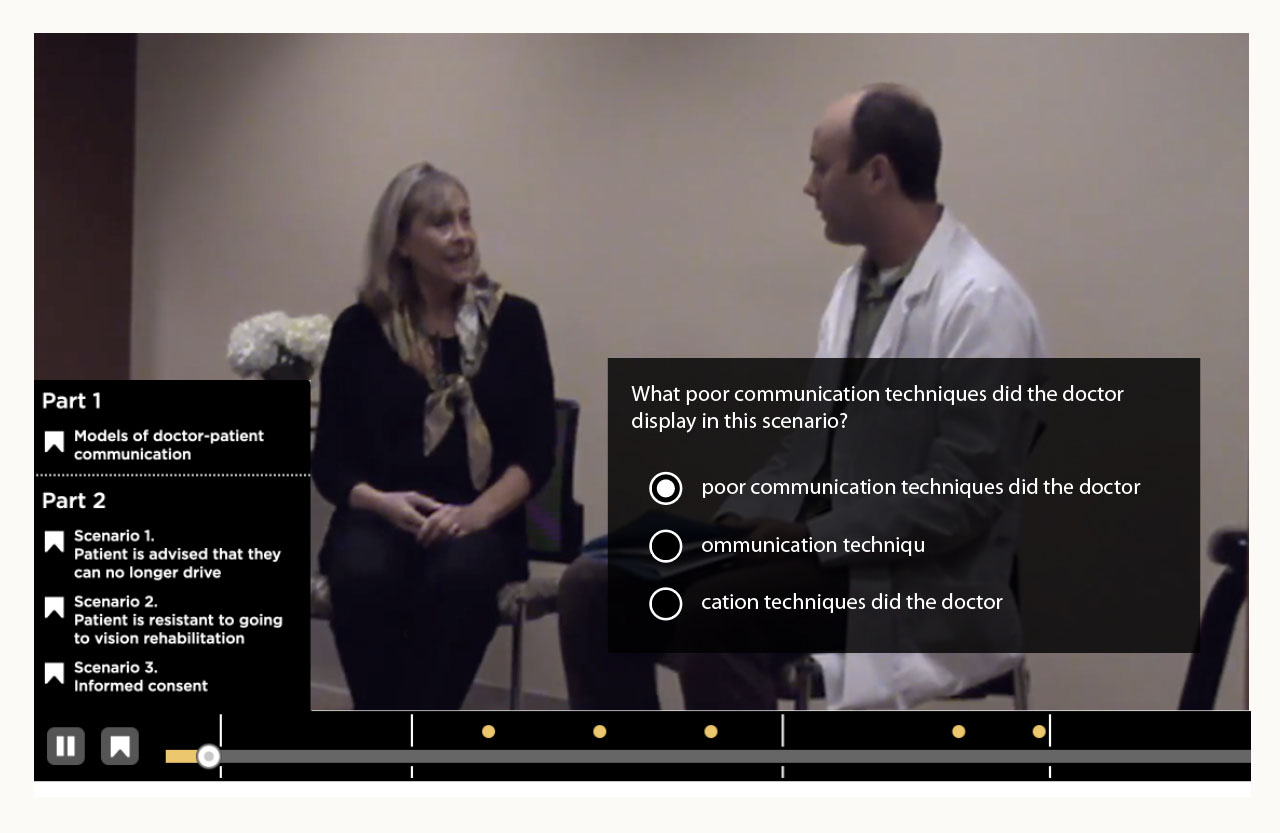 Part 1
Models of doctor-patient
communication
Part 2
Scenario 1.
Patient is advised that they
can no longer drive
Scenario 2.
Patient is resistant to going
to vision rehabilitation
Scenario 3.
Informed consent
What poor communication techniques did the doctor
display in this scenario?
poor communication techniques did the doctor
ommunication techniqu
cation techniques did the doctor